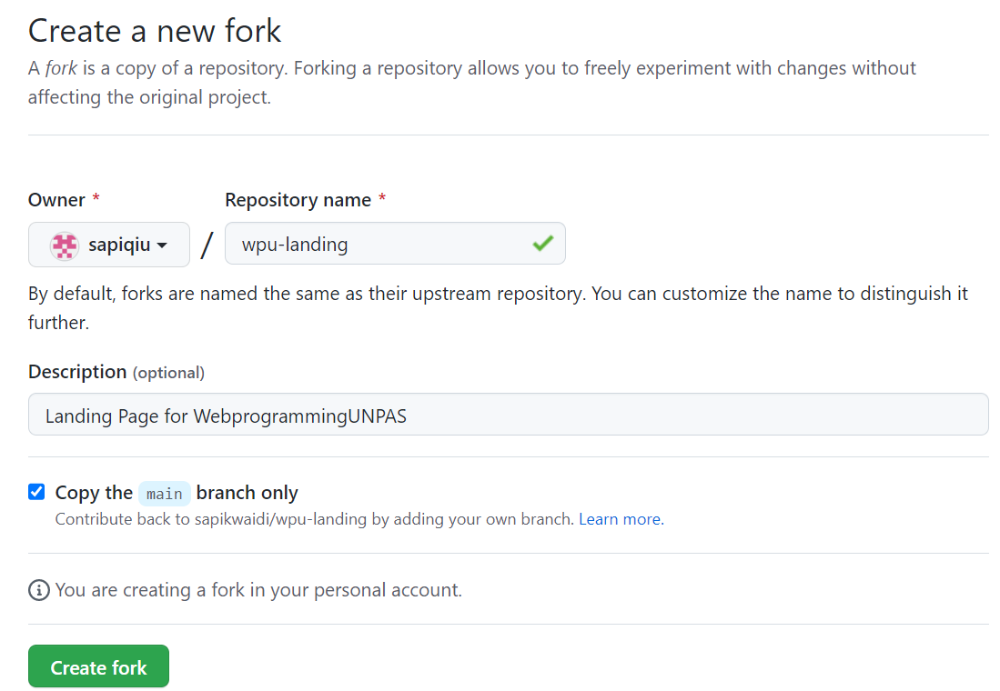 Create a new fork
A fork is a copy of a repository. Forking a repository allows you to freely experiment with changes without
affecting the original project.
Owner * Repository name *
sapiqiu / wpu-landing
By default, forks are named the same as their upstream repository. You can customize the name to distinguish it
further.
Description (optional)
Landing Page for WebprogrammingUNPAS
Copy the main branch only
Contribute back to sapikwaidi/wpu-landing by adding your own branch. Learn more.
You are creating a fork in your personal account.
Create fork